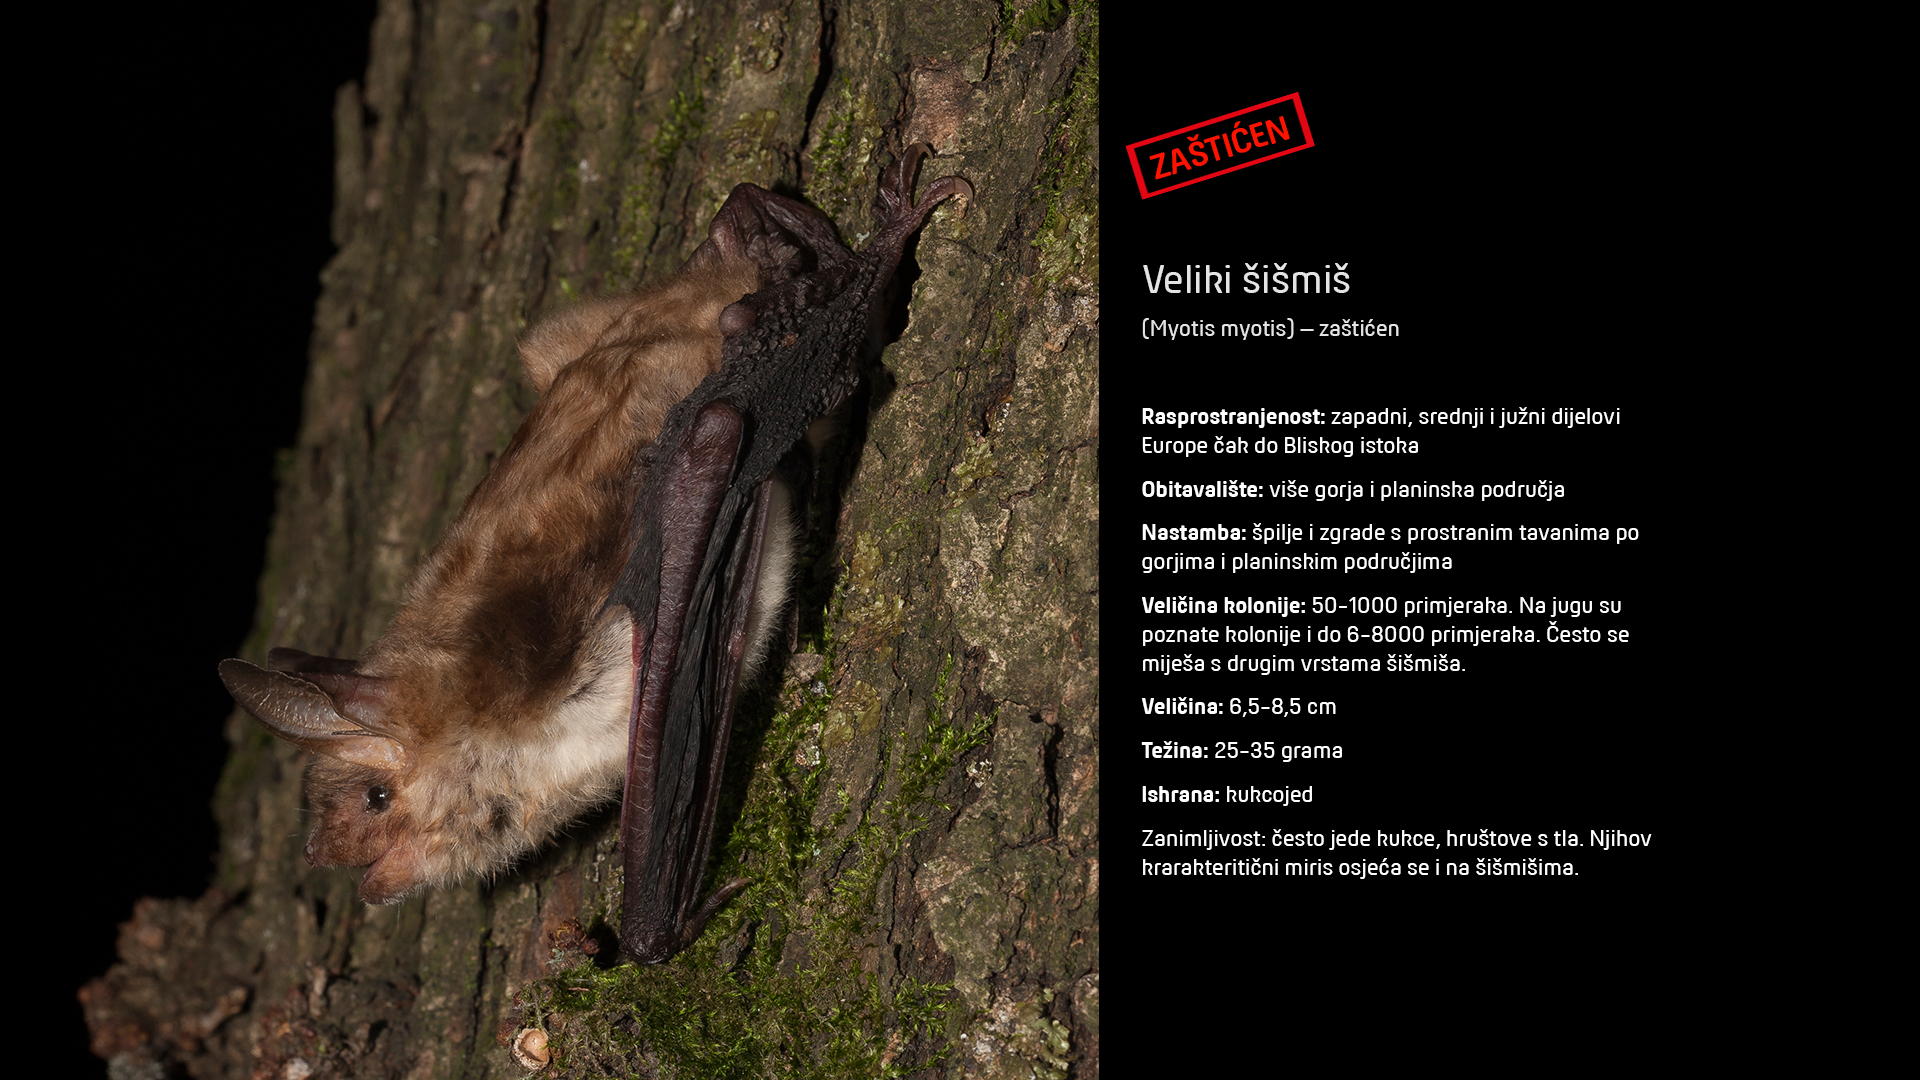 ZAŠTIĆEN
Veliki šišmiš
(Myotis myotis) – zaštićen
Rasprostranjenost: zapadni, srednji i južni dijelovi
Europe čak do Bliskog istoka
Obitavalište: više gorja i planinska područja
Nastamba: špilje i zgrade s prostranim tavanima po
gorjima i planinskim područjima
Veličina kolonije: 50-1000 primjeraka. Na jugu su
poznate kolonije i do 6-8000 primjeraka. Često se
miješa s drugim vrstama šišmiša.
Veličina: 6,5-8,5 cm
Težina: 25-35 grama
Ishrana: kukcojed
Zanimljivost: često jede kukce, hruštove s tla. Njihov
krarakteritični miris osjeća se i na šišmišima.